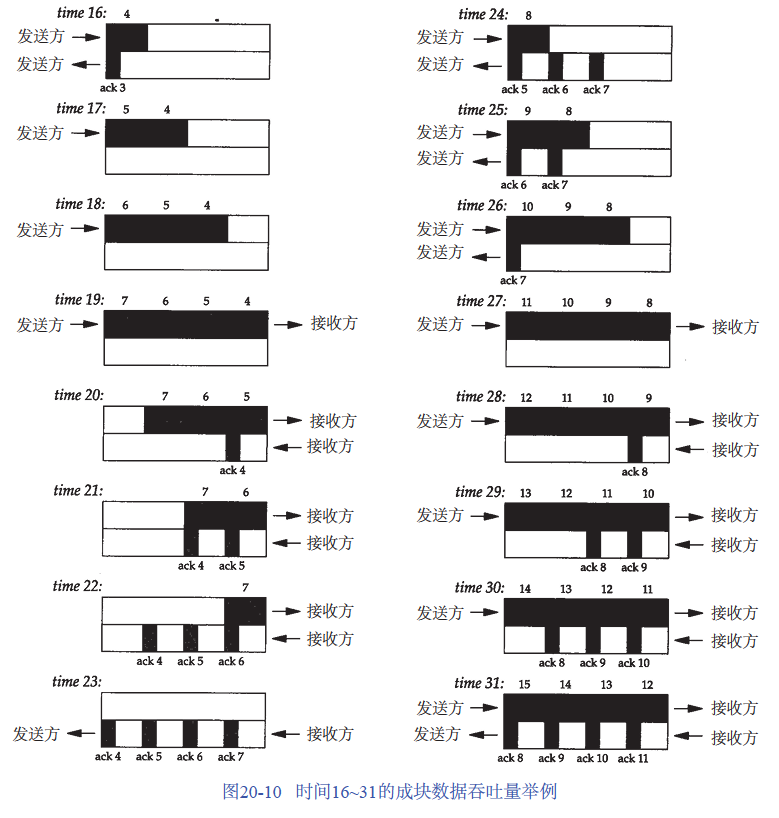 time 16: 4
发送方
发送方
ack 3
time 17: 5 4
发送方
time 18: 6 5 4
发送方
time 19: 7 6 5 4
发送方 接收方
time 20: 7 6 5
接收方
接收方
ack 4
time 21: 7 6
接收方
接收方
ack 4 ack 5
time 22: 7
接收方
接收方
ack 4 ack 5 ack 6
time 23:
发送方 接收方
ack 4 ack 5 ack 6 ack 7
time 24: 8
发送方
发送方
ack 5 ack 6 ack 7
time 25: 9 8
发送方
发送方
ack 6 ack 7
time 26: 10 9 8
发送方
发送方
ack 7
time 27: 11 10 9 8
发送方 接收方
time 28: 12 11 10 9
发送方 接收方
接收方
ack 8
time 29: 13 12 11 10
发送方 接收方
接收方
ack 8 ack 9
time 30: 14 13 12 11
发送方 接收方
接收方
ack 8 ack 9 ack 10
time 31: 15 14 13 12
发送方 接收方
发送方 接收方
ack 8 ack 9 ack 10 ack 11
图20-10 时间16~31的成块数据吞吐量举例